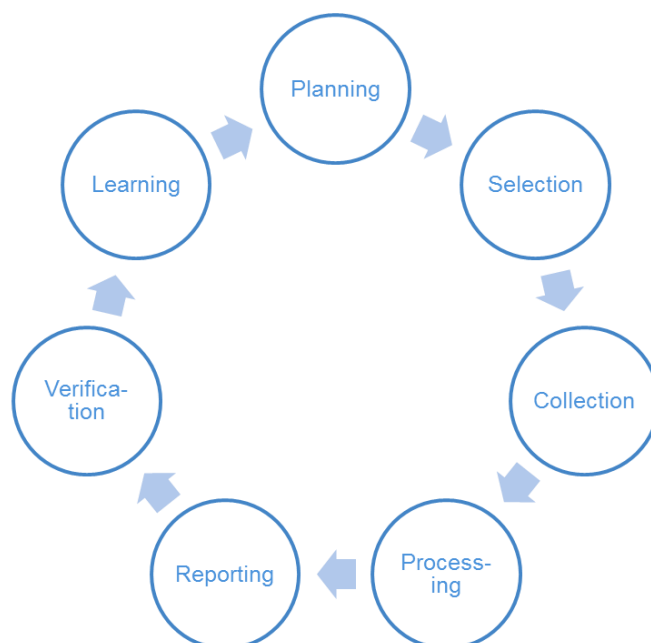 Planning
Selection
Collection
Process-
ing
Reporting
Verifica-
tion
Learning